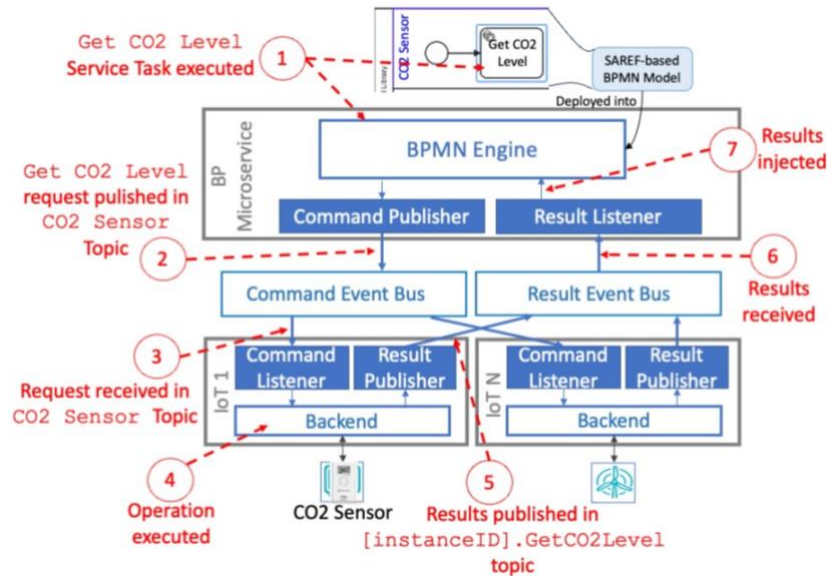 Get CO2 Level
Service Task executed
1
CO2 Sensor
Get CO2
Level
SAREF-based
BPMN Model
Deployed into
BP
Microservice
BPMN Engine
7
Results
injected
Get CO2 Level
request pulished in
CO2 Sensor
Topic
Command Publisher
Result Listener
2
6
Results
received
Command Event Bus
Result Event Bus
3
Request received in
CO2 Sensor Topic
IoT 1
Command
Listener
Result
Publisher
Backend
IoT N
Command
Listener
Result
Publisher
Backend
4
Operation
executed
CO2 Sensor
5
Results published in
[instanceID].GetCO2Level
topic